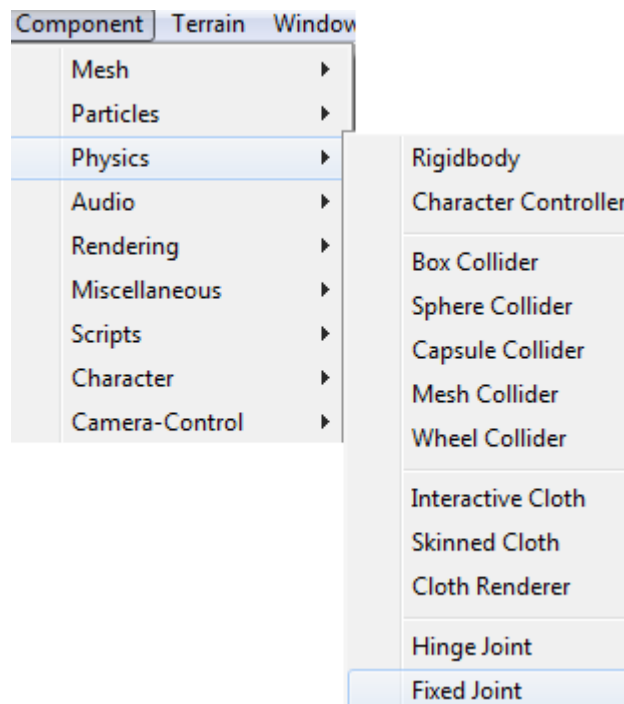 Component Terrain Window
Mesh
Particles
Physics
Audio
Rendering
Miscellaneous
Scripts
Character
Camera-Control
Rigidbody
Character Controller
Box Collider
Sphere Collider
Capsule Collider
Mesh Collider
Wheel Collider
Interactive Cloth
Skinned Cloth
Cloth Renderer
Hinge Joint
Fixed Joint